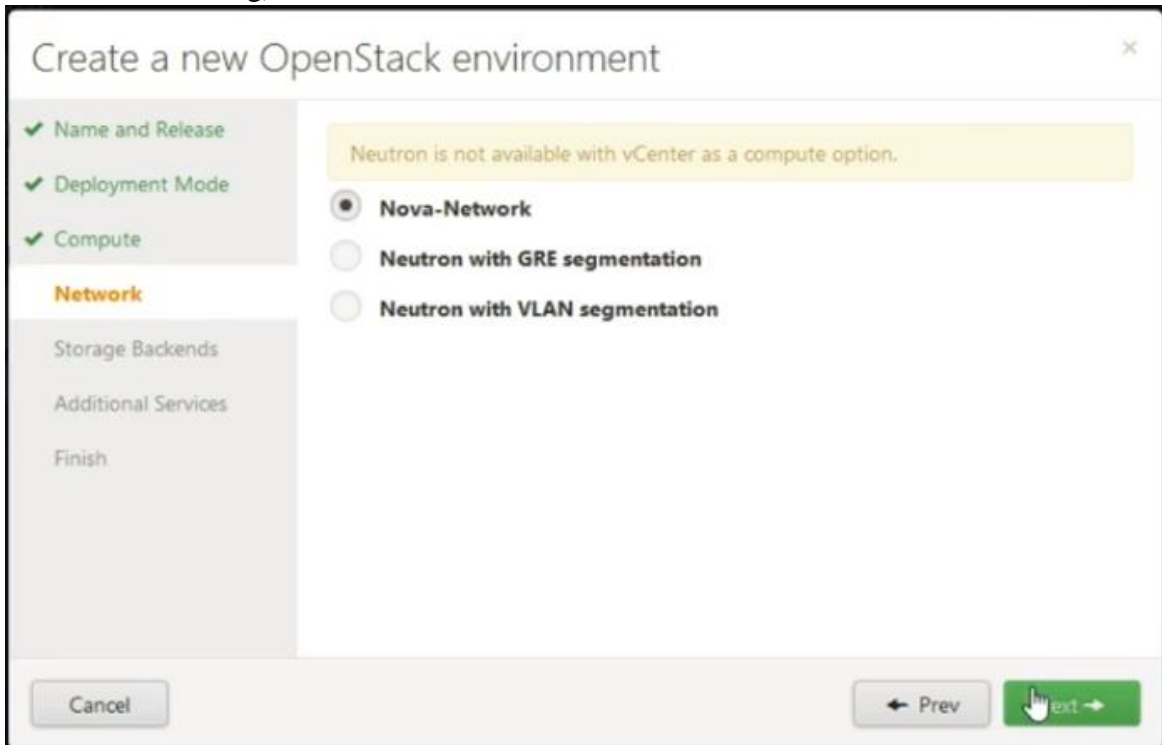 Create a new OpenStack environment
×
✔ Name and Release
✔ Deployment Mode
✔ Compute
Network
Storage Backends
Additional Services
Finish
Neutron is not available with vCenter as a compute option.
Nova-Network
Neutron with GRE segmentation
Neutron with VLAN segmentation
Cancel
← Prev
ext →